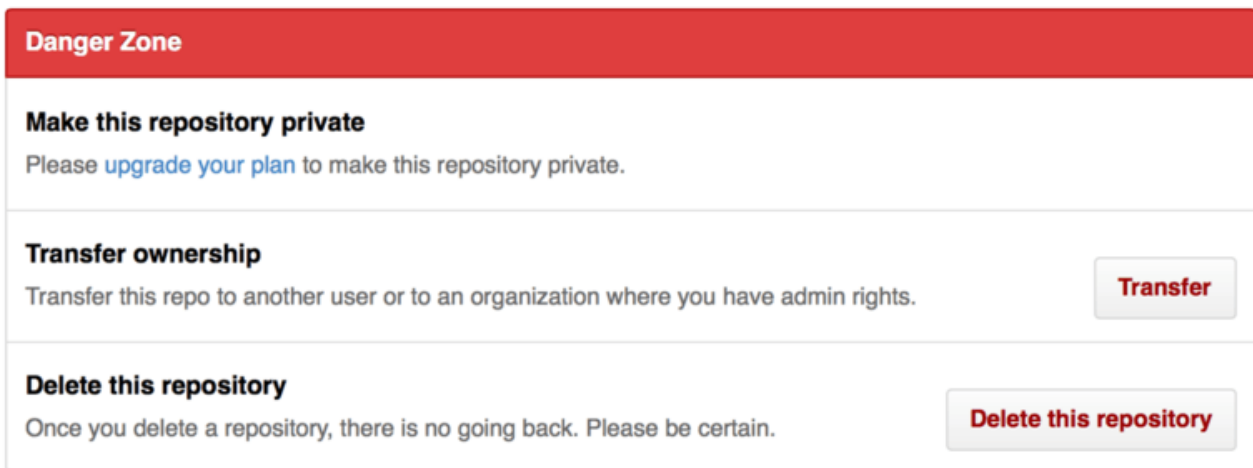 Danger Zone
Make this repository private
Please upgrade your plan to make this repository private.
Transfer ownership
Transfer this repo to another user or to an organization where you have admin rights.
Transfer
Delete this repository
Once you delete a repository, there is no going back. Please be certain.
Delete this repository